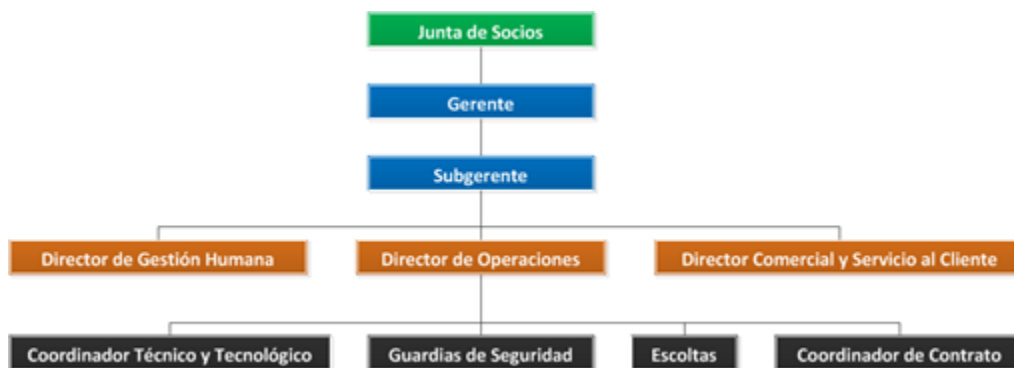 Junta de Socios
Gerente
Subgerente
Director de Gestión Humana
Director de Operaciones
Director Comercial y Servicio al Cliente
Coordinador Técnico y Tecnológico
Guardias de Seguridad
Escoltas
Coordinador de Contrato